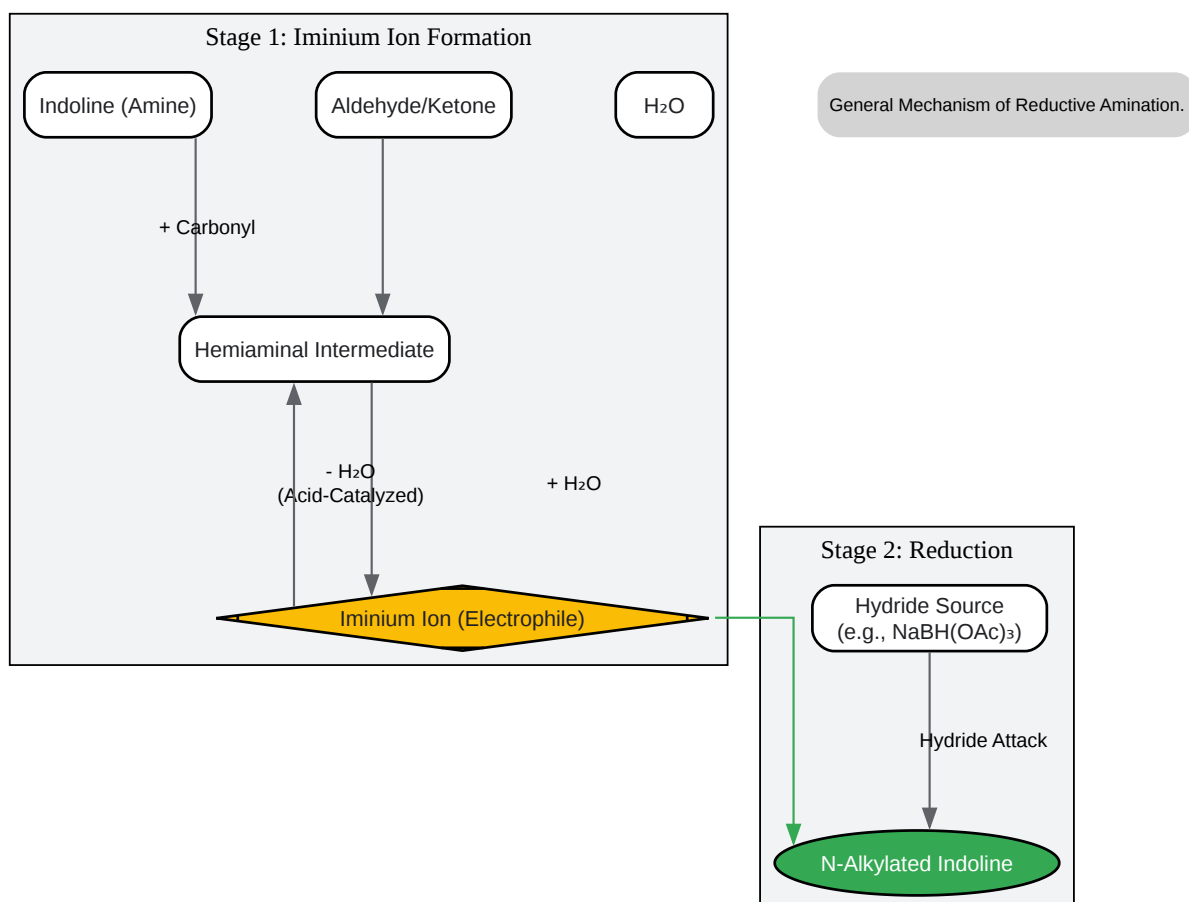 Stage 1: Iminium Ion Formation
Indoline (Amine)
Aldehyde/Ketone
H₂O
General Mechanism of Reductive Amination.
+ Carbonyl
Hemiaminal Intermediate
- H₂O
(Acid-Catalyzed)
+ H₂O
Iminium Ion (Electrophile)
Stage 2: Reduction
Hydride Source
(e.g., NaBH(OAc)₃)
Hydride Attack
N-Alkylated Indoline